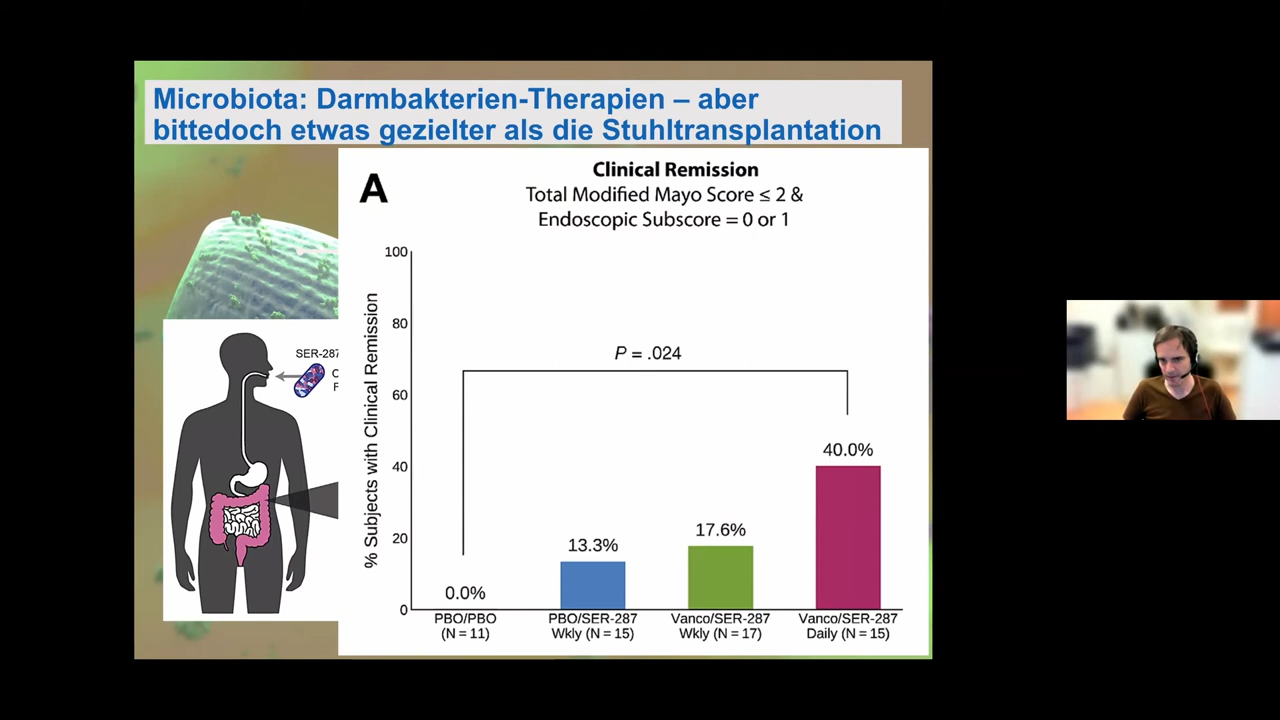 Microbiota: Darmbakterien-Therapien – aber
bittedoch etwas gezielter als die Stuhltransplantation
A
Clinical Remission
Total Modified Mayo Score ≤ 2 &
Endoscopic Subscore = 0 or 1
% Subjects with Clinical Remission
100
80
60
40
20
0
P = .024
0.0%
13.3%
17.6%
40.0%
PBO/PBO
(N = 11)
PBO/SER-287
Wkly (N = 15)
Vanco/SER-287
Wkly (N = 17)
Vanco/SER-287
Daily (N = 15)
SER-287